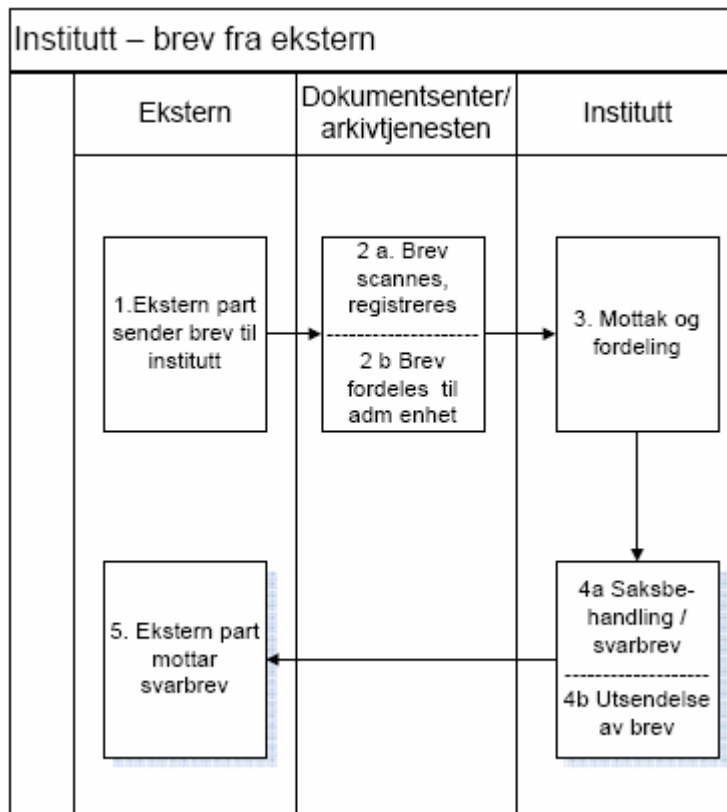 Institutt – brev fra ekstern
Ekstern
Dokumentsenter/
arkivtjenesten
Institutt
1.Ekstern part
sender brev til
institutt
2 a. Brev
scannes,
registreres
2 b Brev
fordeles til
adm enhet
3. Mottak og
fordeling
4a Saksbe-
handling /
svarbrev
4b Utsendelse
av brev
5. Ekstern part
mottar
svarbrev